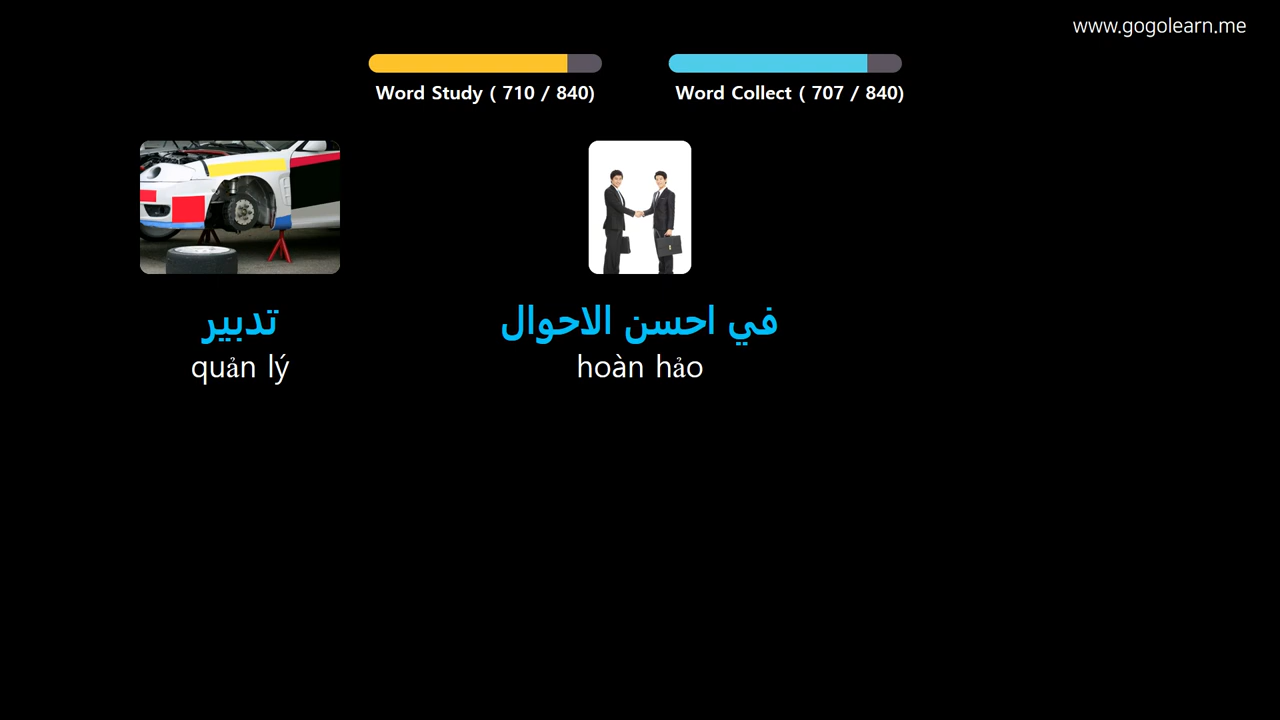 www.gogolearn.me
Word Study ( 710 / 840)
Word Collect ( 707 / 840)
تدبير
quản lý
في احسن الاحوال
hoàn hảo